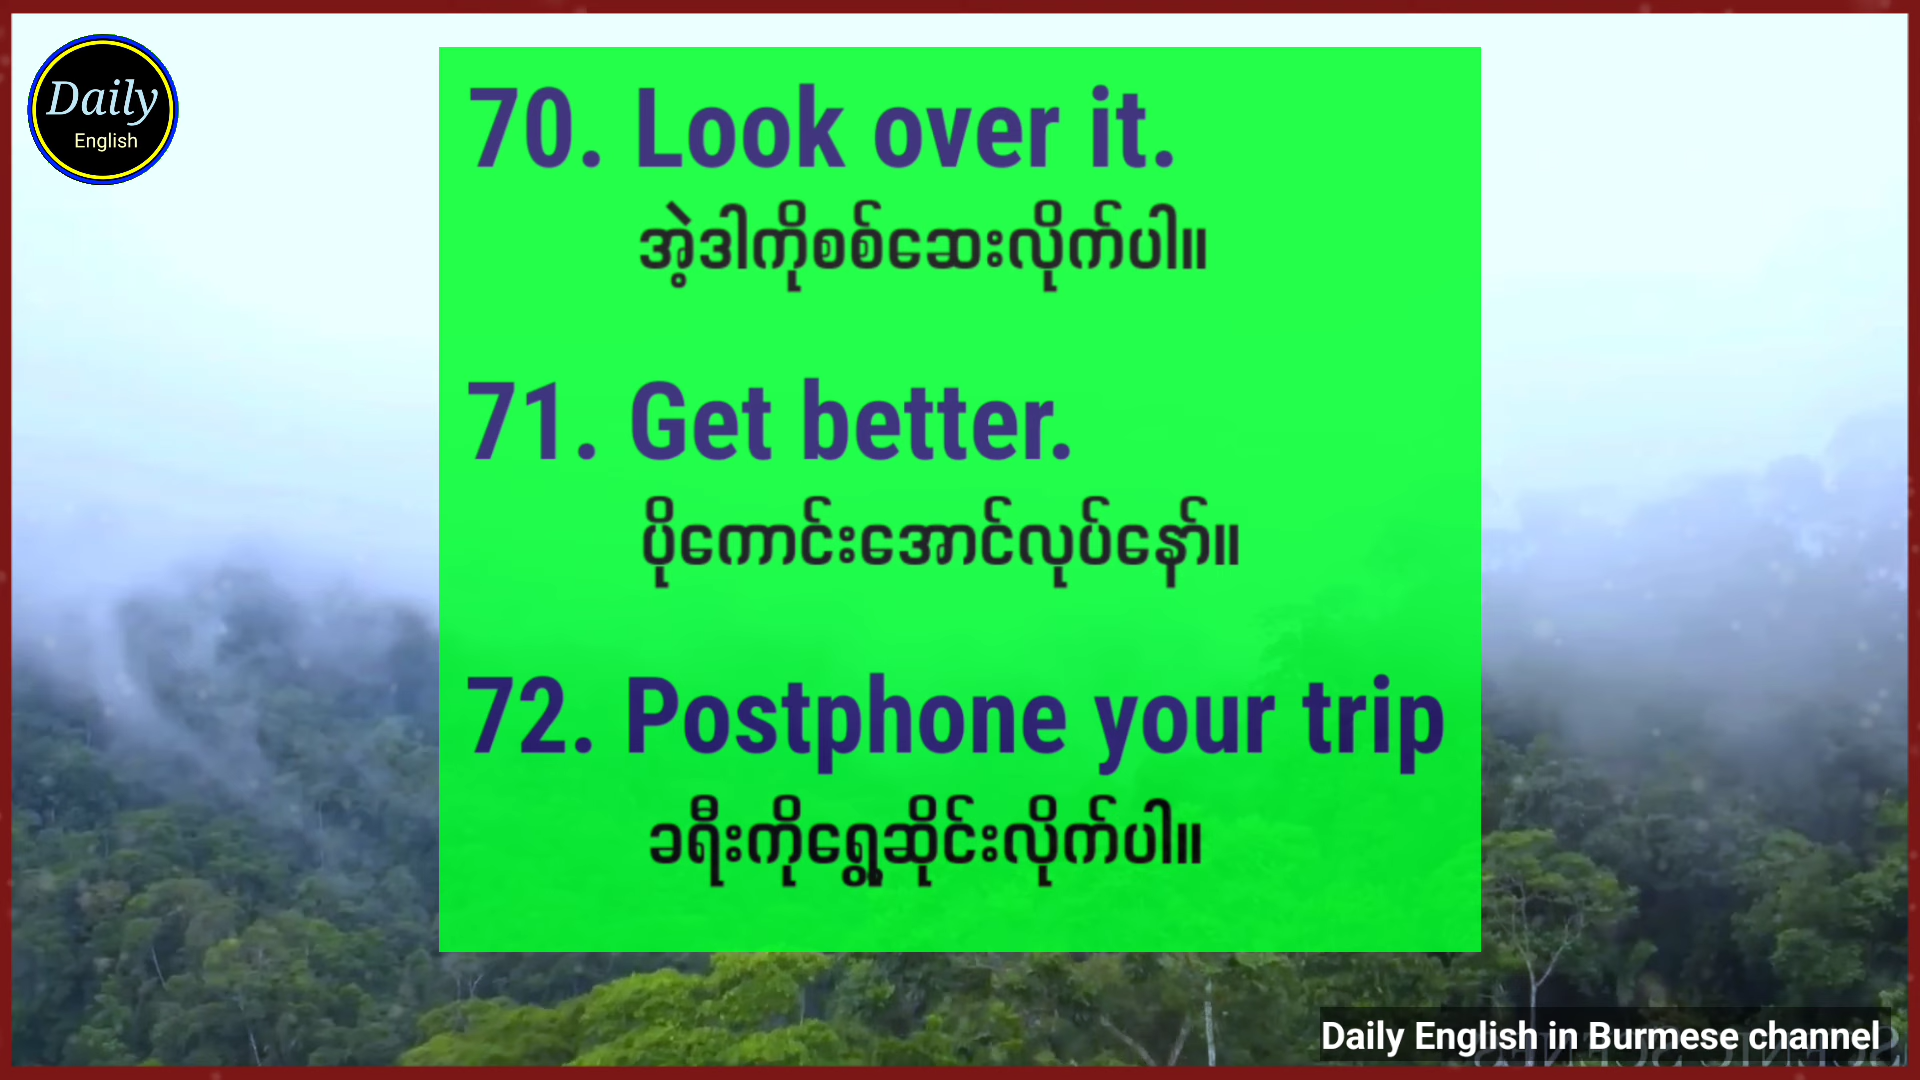 Daily
English
70. Look over it.
အဲ့ဒါကိုစစ်ဆေးလိုက်ပါ။
71. Get better.
ပိုကောင်းအောင်လုပ်နော်။
72. Postphone your trip
ခရီးကိုရွေ့ဆိုင်းလိုက်ပါ။
Daily English in Burmese channel